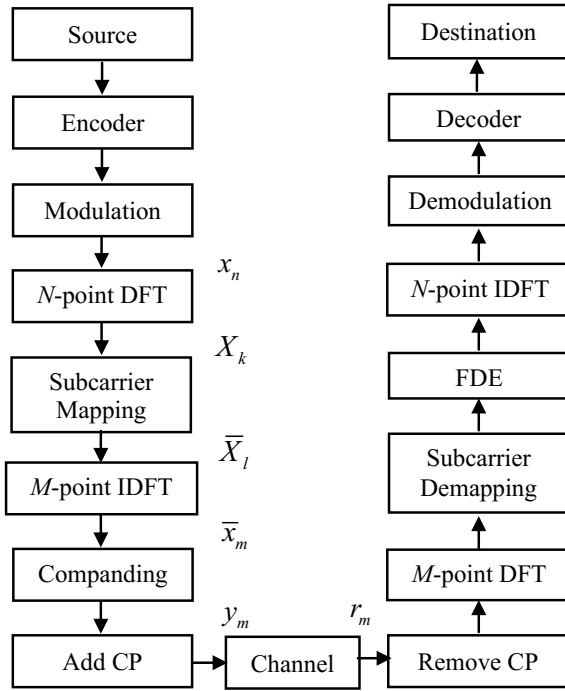 Source
Encoder
Modulation
x_n
N-point DFT
X_k
Subcarrier
Mapping
X̅_l
M-point IDFT
x̅_m
Companding
y_m
Add CP
Channel
r_m
Remove CP
M-point DFT
Subcarrier
Demapping
FDE
N-point IDFT
Demodulation
Decoder
Destination